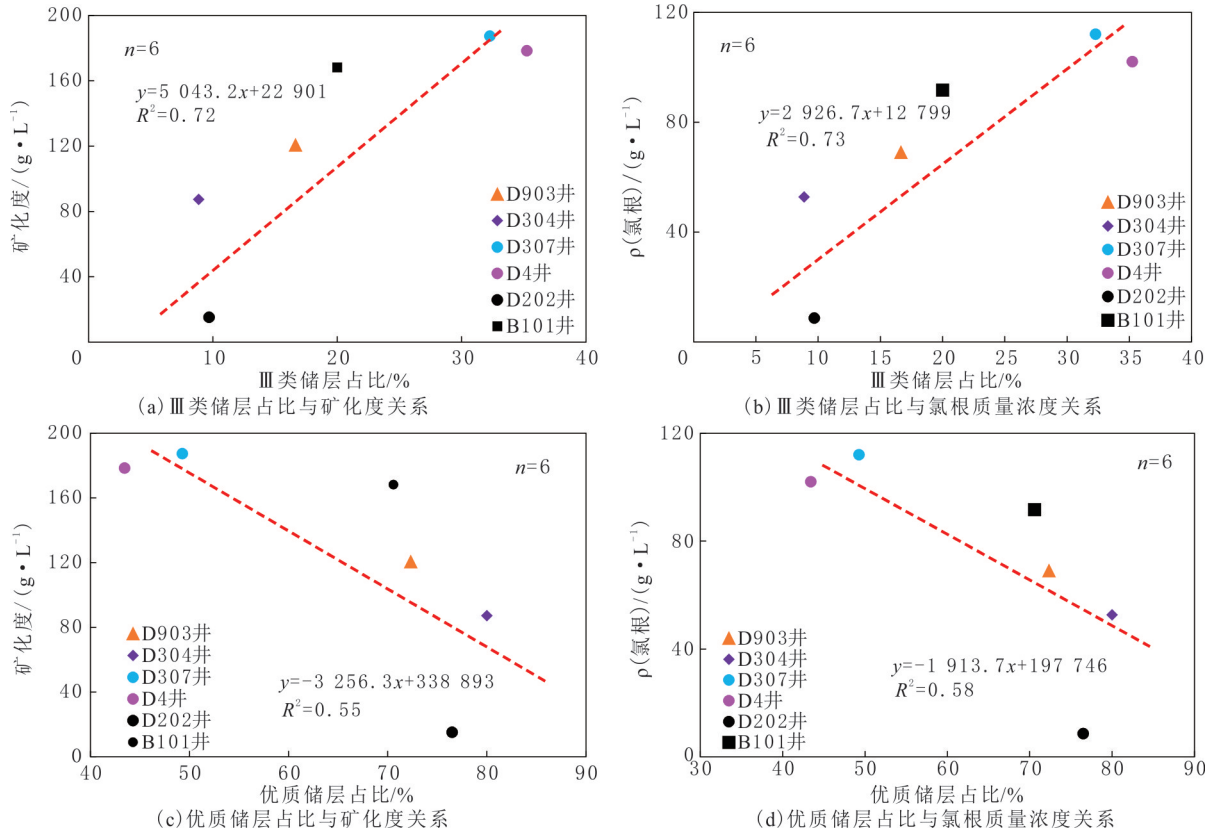 200
160
120
80
40
0
10
20
30
40
矿化度/(g·L⁻¹)
n=6
y=5 043.2x+22 901
R²=0.72
D903井
D304井
D307井
D4井
D202井
B101井
Ⅲ类储层占比/%
(a)Ⅲ类储层占比与矿化度关系
120
80
40
0
5
10
15
20
25
30
35
40
ρ(氯根)/(g·L⁻¹)
n=6
y=2 926.7x+12 799
R²=0.73
D903井
D304井
D307井
D4井
D202井
B101井
Ⅲ类储层占比/%
(b)Ⅲ类储层占比与氯根质量浓度关系
200
160
120
80
40
0
40
50
60
70
80
90
矿化度/(g·L⁻¹)
n=6
D903井
D304井
D307井
D4井
D202井
B101井
y=-3 256.3x+338 893
R²=0.55
优质储层占比/%
(c)优质储层占比与矿化度关系
120
80
40
0
30
40
50
60
70
80
90
ρ(氯根)/(g·L⁻¹)
n=6
D903井
D304井
D307井
D4井
D202井
B101井
y=-1 913.7x+197 746
R²=0.58
优质储层占比/%
(d)优质储层占比与氯根质量浓度关系